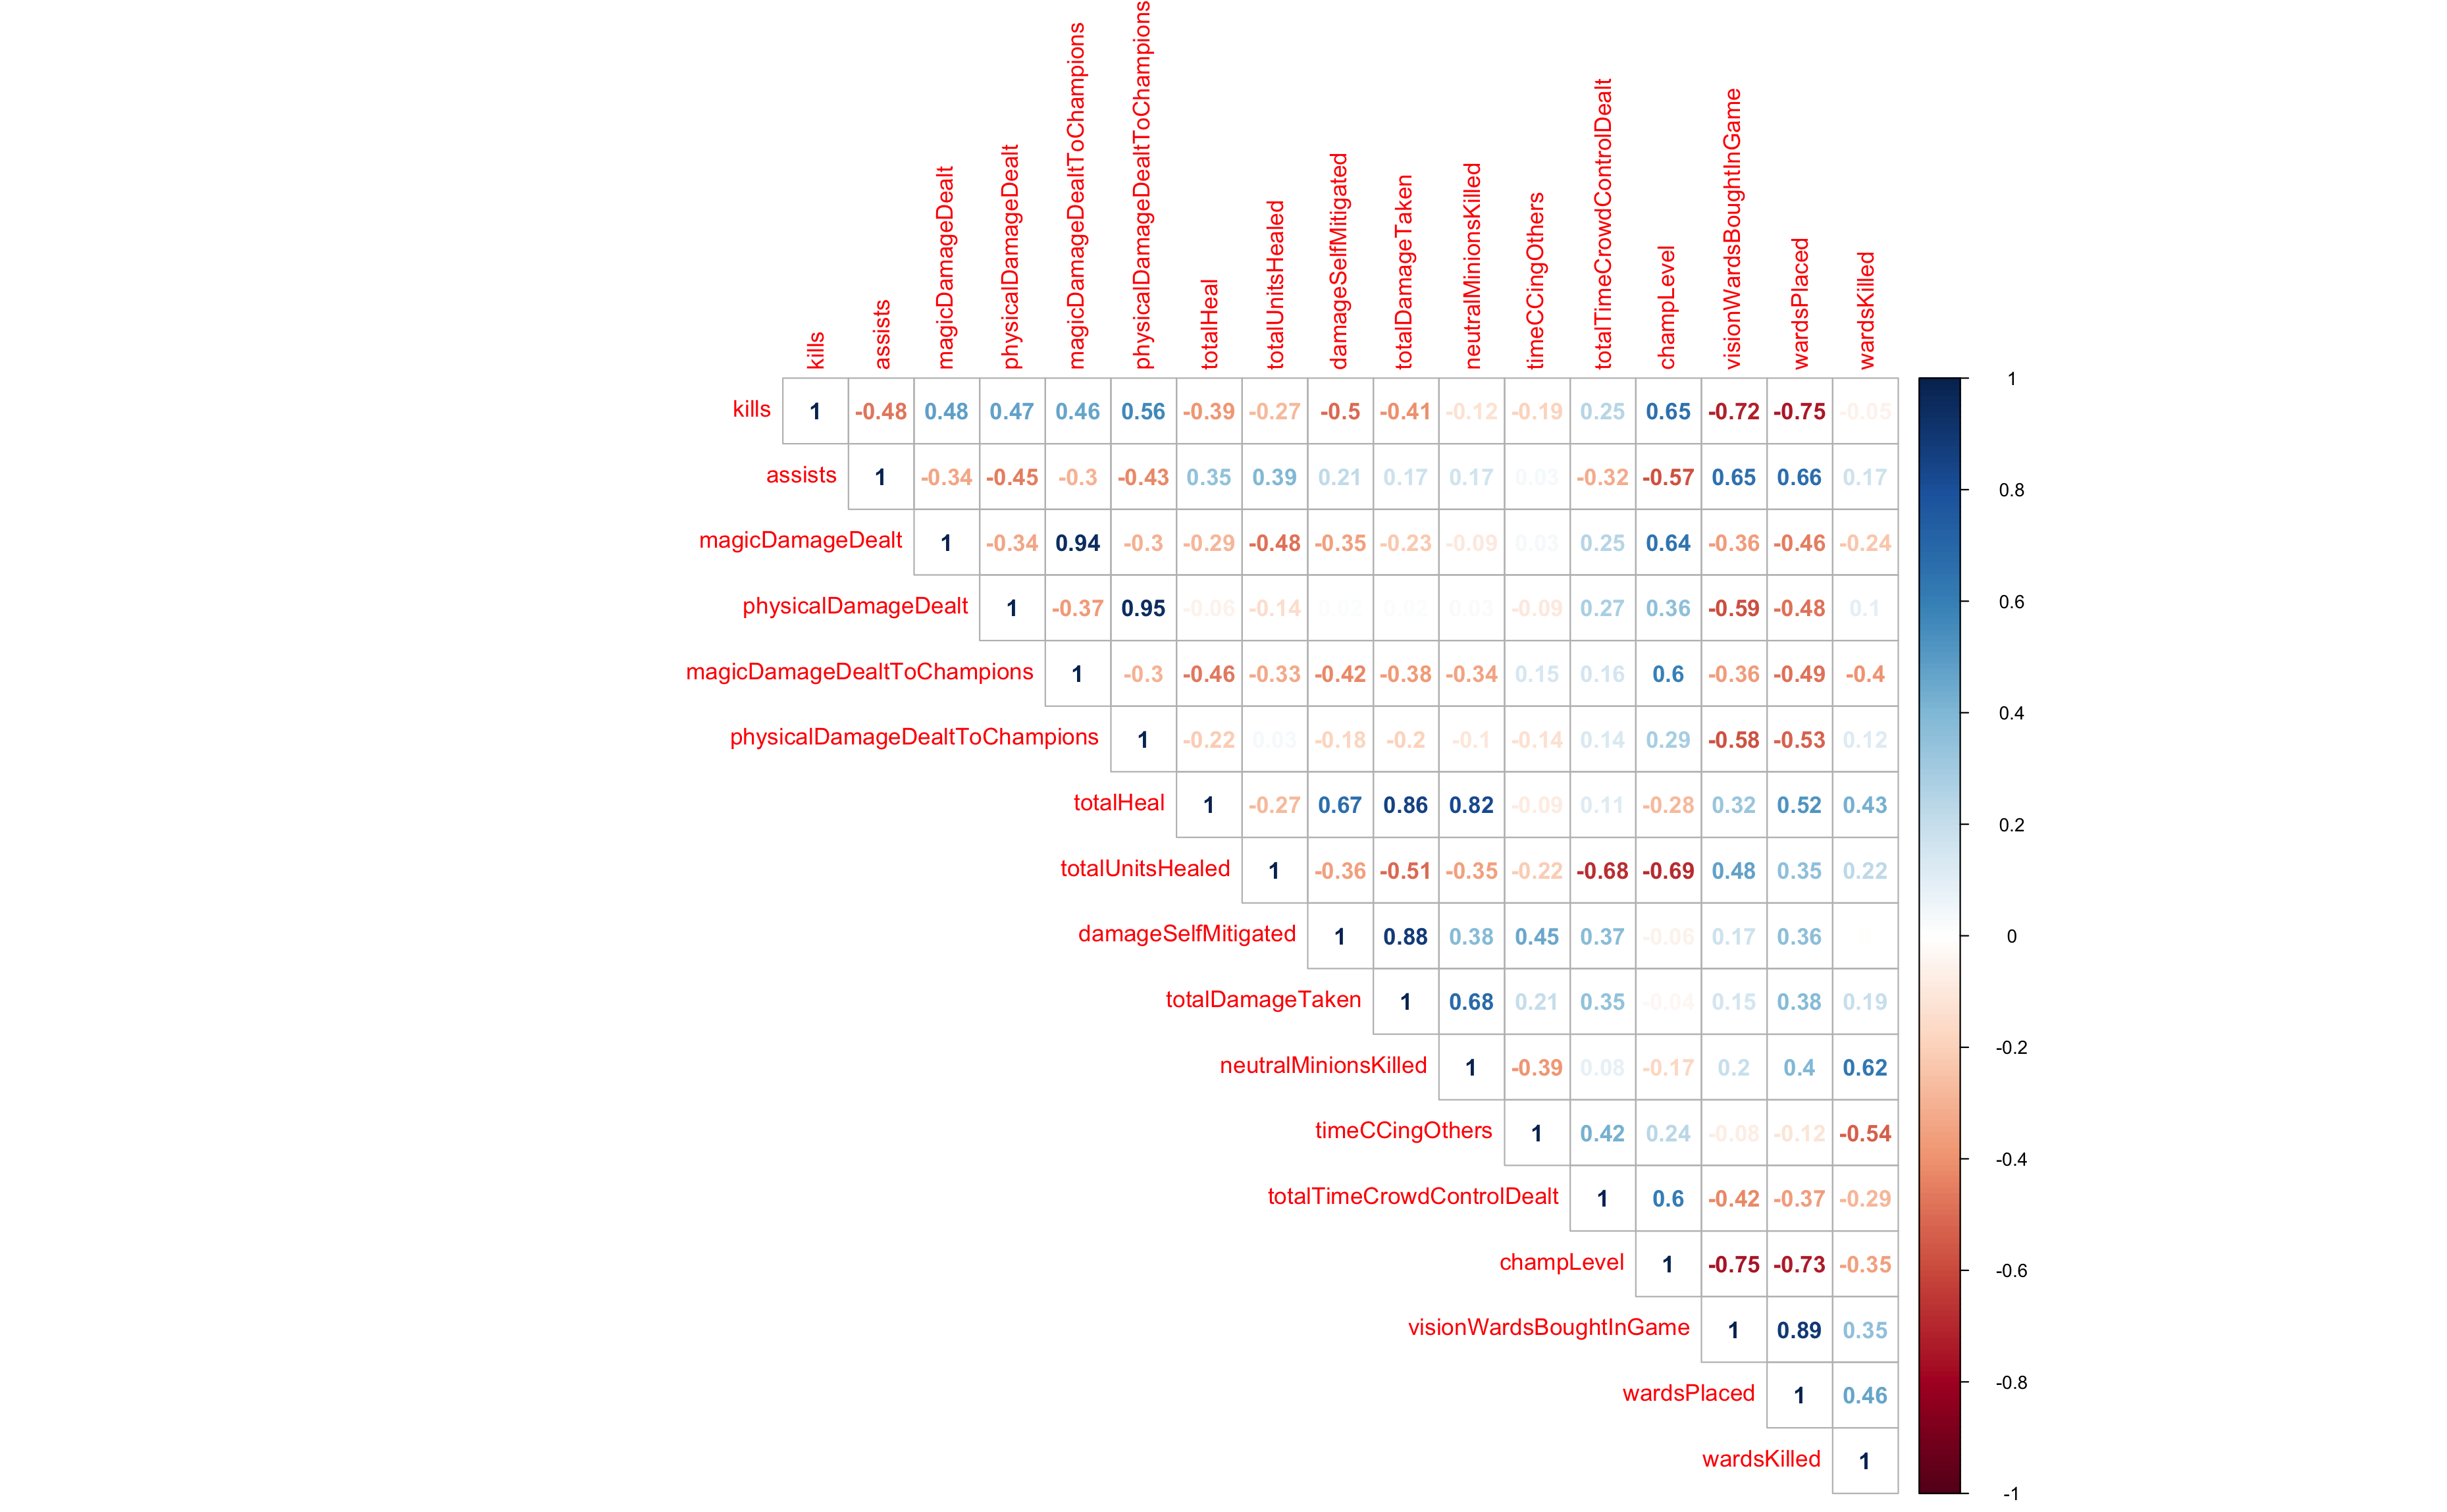 kills
assists
magicDamageDealt
physicalDamageDealt
magicDamageDealtToChampions
physicalDamageDealtToChampions
totalHeal
totalUnitsHealed
damageSelfMitigated
totalDamageTaken
neutralMinionsKilled
timeCCingOthers
totalTimeCrowdControlDealt
champLevel
visionWardsBoughtInGame
wardsPlaced
wardsKilled
kills 1 -0.48 0.48 0.47 0.46 0.56 -0.39 -0.27 -0.5 -0.41 -0.12 -0.19 0.25 0.65 -0.72 -0.75 -0.05
assists 1 -0.34 -0.45 -0.3 -0.43 0.35 0.39 0.21 0.17 0.17 0.03 -0.32 -0.57 0.65 0.66 0.17
magicDamageDealt 1 -0.34 0.94 -0.3 -0.29 -0.48 -0.35 -0.23 -0.09 0.03 0.25 0.64 -0.36 -0.46 -0.24
physicalDamageDealt 1 -0.37 0.95 -0.06 -0.14 0.02 0.02 0.03 -0.09 0.27 0.36 -0.59 -0.48 0.1
magicDamageDealtToChampions 1 -0.3 -0.46 -0.33 -0.42 -0.38 -0.34 0.15 0.16 0.6 -0.36 -0.49 -0.4
physicalDamageDealtToChampions 1 -0.22 0.03 -0.18 -0.2 -0.1 -0.14 0.14 0.29 -0.58 -0.53 0.12
totalHeal 1 -0.27 0.67 0.86 0.82 -0.09 0.11 -0.28 0.32 0.52 0.43
totalUnitsHealed 1 -0.36 -0.51 -0.35 -0.22 -0.68 -0.69 0.48 0.35 0.22
damageSelfMitigated 1 0.88 0.38 0.45 0.37 -0.06 0.17 0.36
totalDamageTaken 1 0.68 0.21 0.35 -0.04 0.15 0.38 0.19
neutralMinionsKilled 1 -0.39 0.08 -0.17 0.2 0.4 0.62
timeCCingOthers 1 0.42 0.24 -0.08 -0.12 -0.54
totalTimeCrowdControlDealt 1 0.6 -0.42 -0.37 -0.29
champLevel 1 -0.75 -0.73 -0.35
visionWardsBoughtInGame 1 0.89 0.35
wardsPlaced 1 0.46
wardsKilled 1
1
0.8
0.6
0.4
0.2
0
-0.2
-0.4
-0.6
-0.8
-1